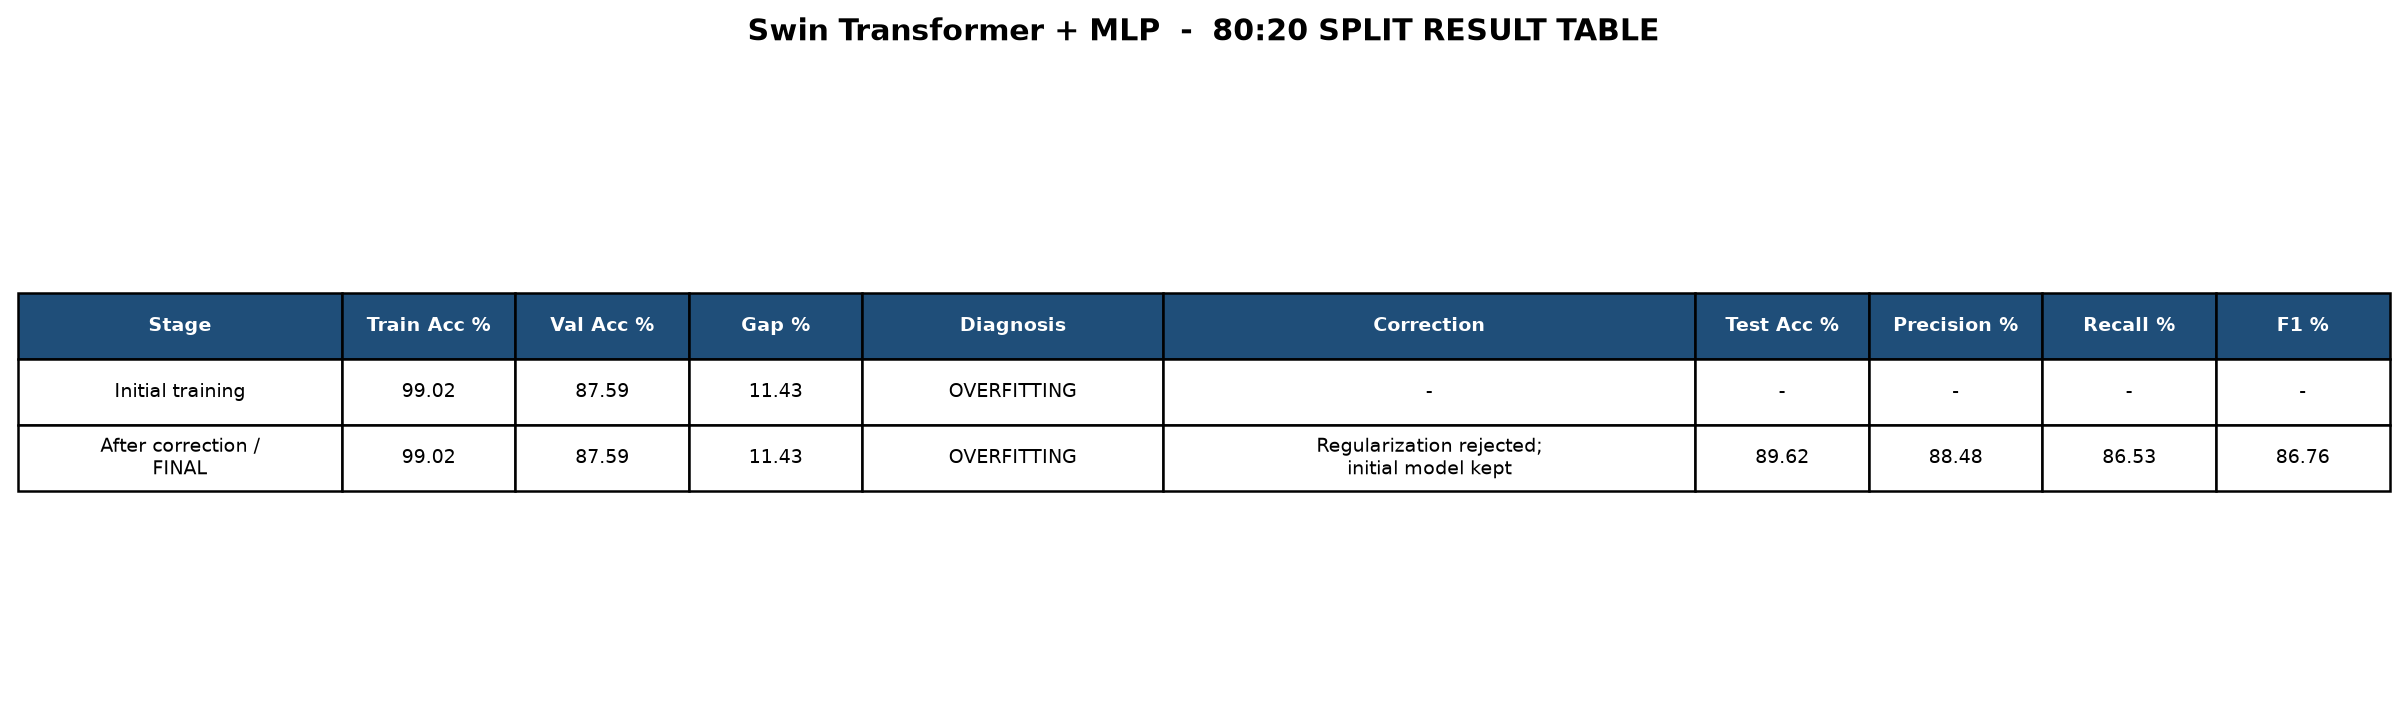 Swin Transformer + MLP - 80:20 SPLIT RESULT TABLE
Stage Train Acc % Val Acc % Gap % Diagnosis Correction Test Acc % Precision % Recall % F1 %
Initial training 99.02 87.59 11.43 OVERFITTING - - - - -
After correction /
FINAL 99.02 87.59 11.43 OVERFITTING Regularization rejected;
initial model kept 89.62 88.48 86.53 86.76